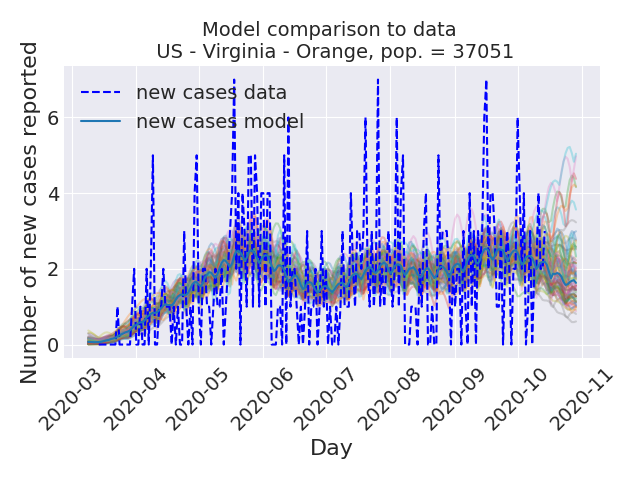 Model comparison to data
US - Virginia - Orange, pop. = 37051
Number of new cases reported
6
4
2
0
new cases data
new cases model
2020-03
2020-04
2020-05
2020-06
2020-07
2020-08
2020-09
2020-10
2020-11
Day